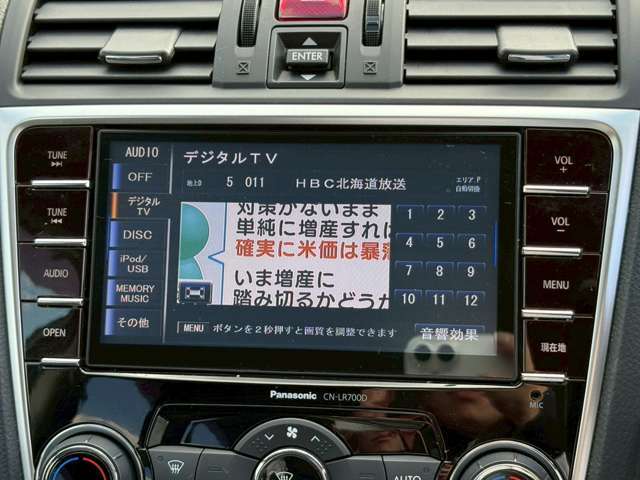 ENTER
TUNE
TUNE
AUDIO
OPEN
AUDIO
OFF
デジタル
TV
DISC
iPod/
USB
MEMORY
MUSIC
その他
デジタルTV
地上D 5 011 HBC北海道放送
エリア P
自動切換
対策がないまま
単純に増産すれば
確実に米価は暴落
いま増産に
踏み切るかどうか
1 2 3
4 5 6
7 8 9
10 11 12
MENU ボタンを2秒押すと画質を調整できます
音響効果
VOL
+
VOL
-
MENU
現在地
Panasonic CN-LR700D
MIC
AUTO